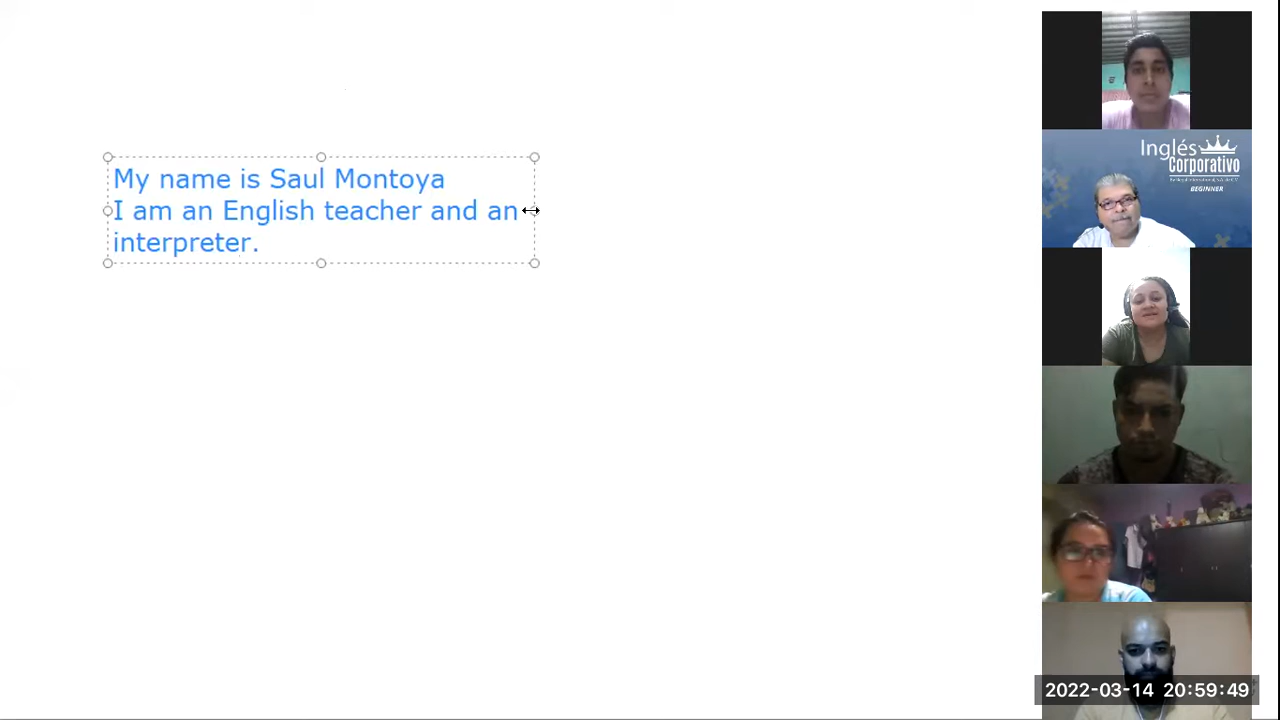 My name is Saul Montoya
I am an English teacher and an
interpreter.
Inglés
Corporativo
BEGINNER
2022-03-14 20:59:49